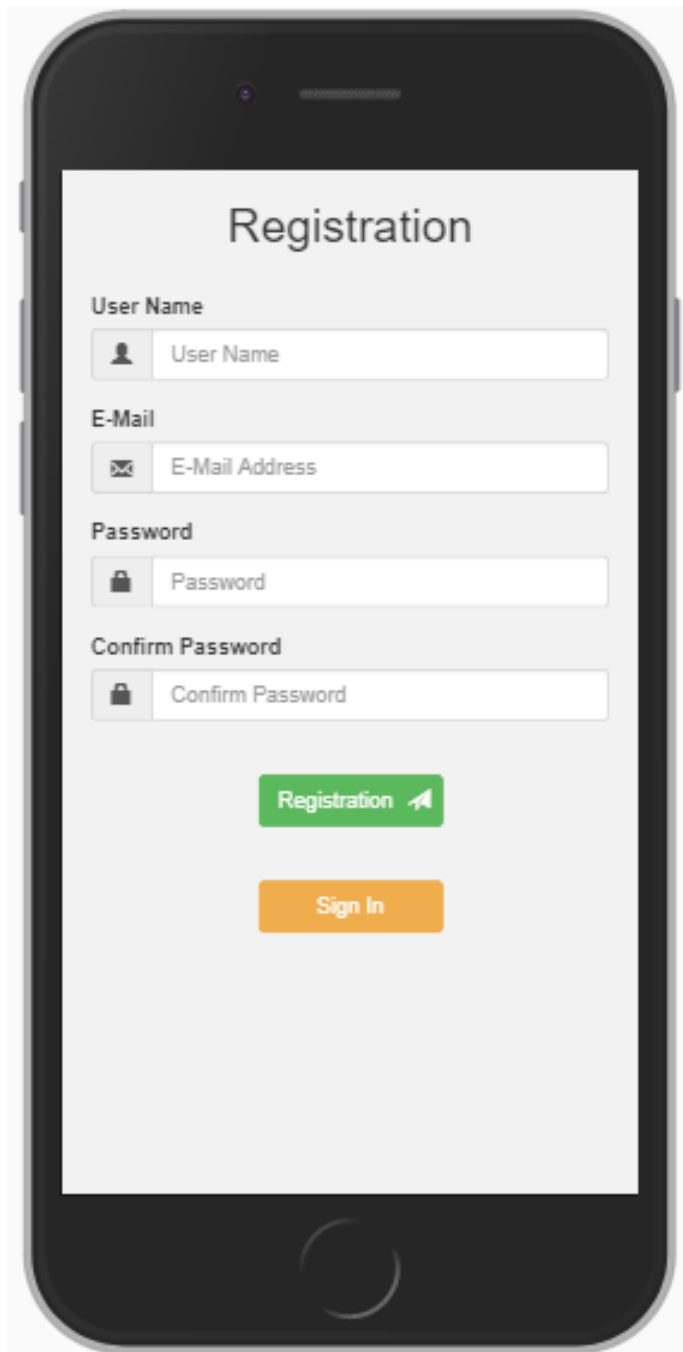 Registration
User Name
User Name
E-Mail
E-Mail Address
Password
Password
Confirm Password
Confirm Password
Registration
Sign In